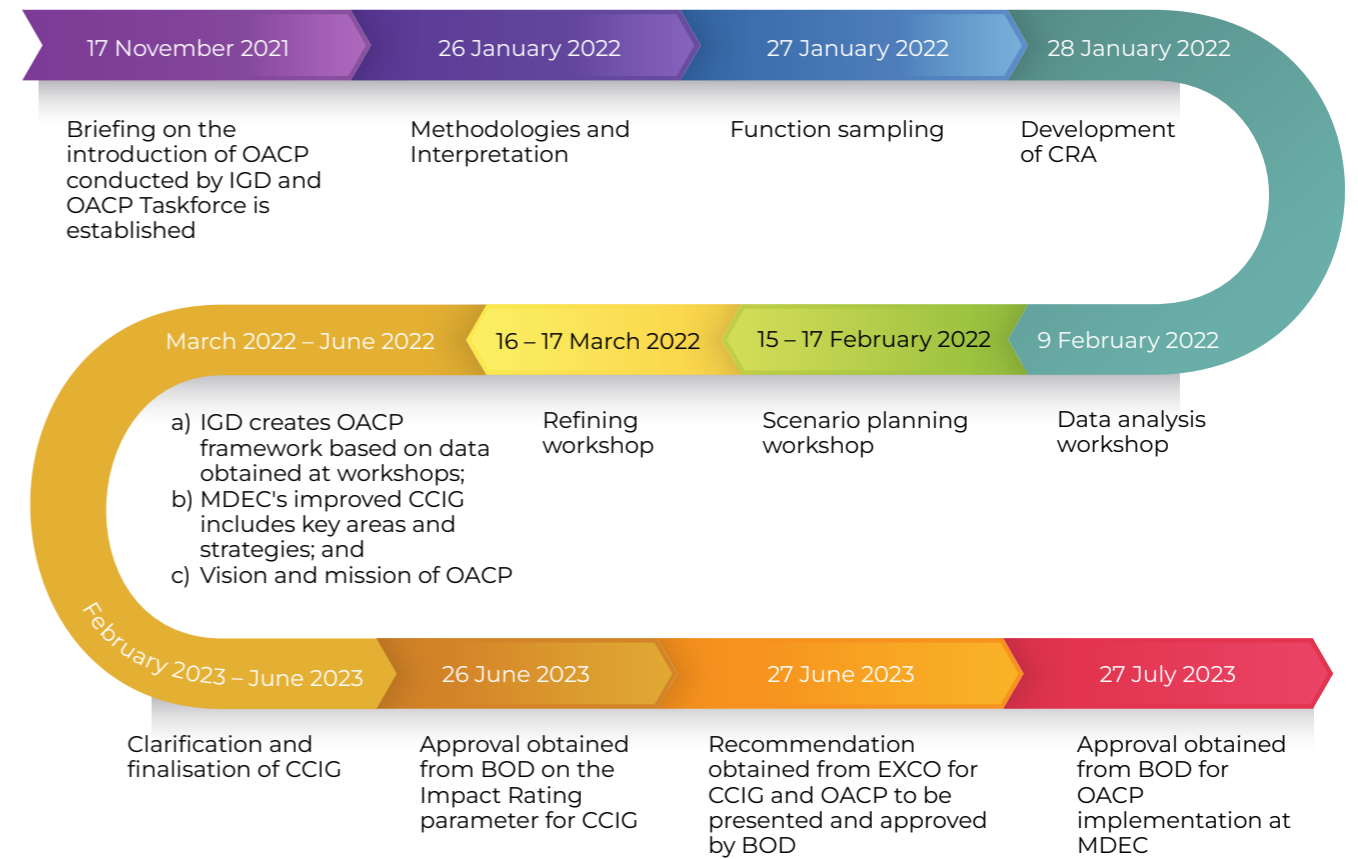 17 November 2021
26 January 2022
27 January 2022
28 January 2022
Briefing on the
introduction of OACP
conducted by IGD and
OACP Taskforce is
established
Methodologies and
Interpretation
Function sampling
Development
of CRA
9 February 2022
Data analysis
workshop
15 – 17 February 2022
Scenario planning
workshop
16 – 17 March 2022
Refining
workshop
March 2022 – June 2022
a) IGD creates OACP
framework based on data
obtained at workshops;
b) MDEC's improved CCIG
includes key areas and
strategies; and
c) Vision and mission of OACP
February 2023 – June 2023
Clarification and
finalisation of CCIG
26 June 2023
Approval obtained
from BOD on the
Impact Rating
parameter for CCIG
27 June 2023
Recommendation
obtained from EXCO for
CCIG and OACP to be
presented and approved
by BOD
27 July 2023
Approval obtained
from BOD for
OACP
implementation at
MDEC